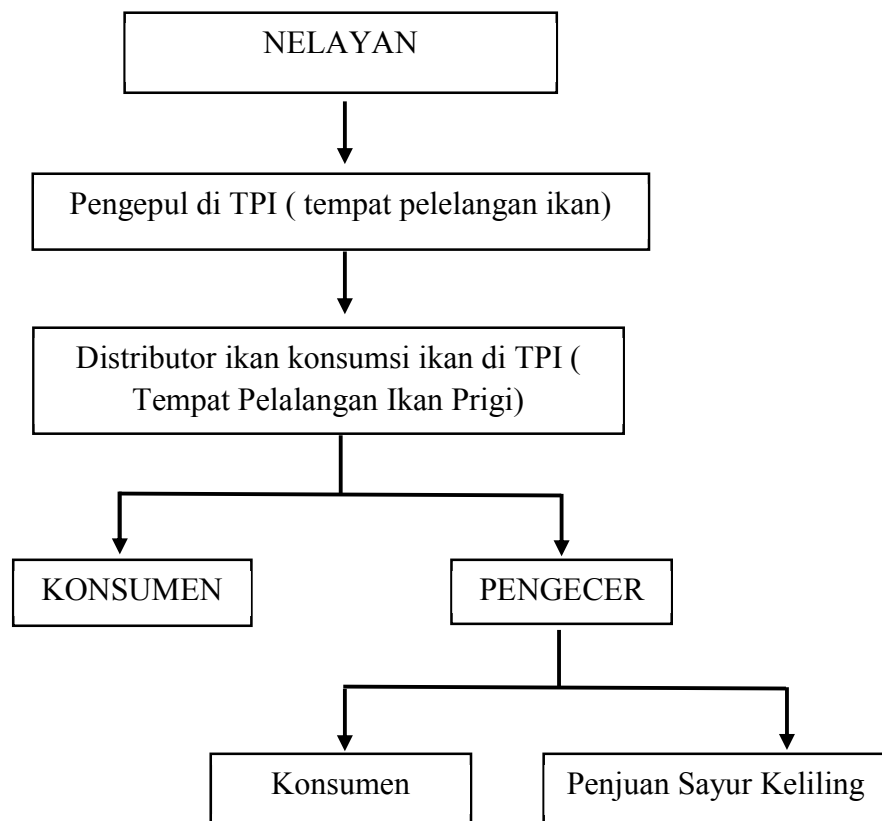 NELAYAN
Pengepul di TPI ( tempat pelelangan ikan)
Distributor ikan konsumsi ikan di TPI (
Tempat Pelalangan Ikan Prigi)
KONSUMEN
PENGECER
Konsumen
Penjuan Sayur Keliling